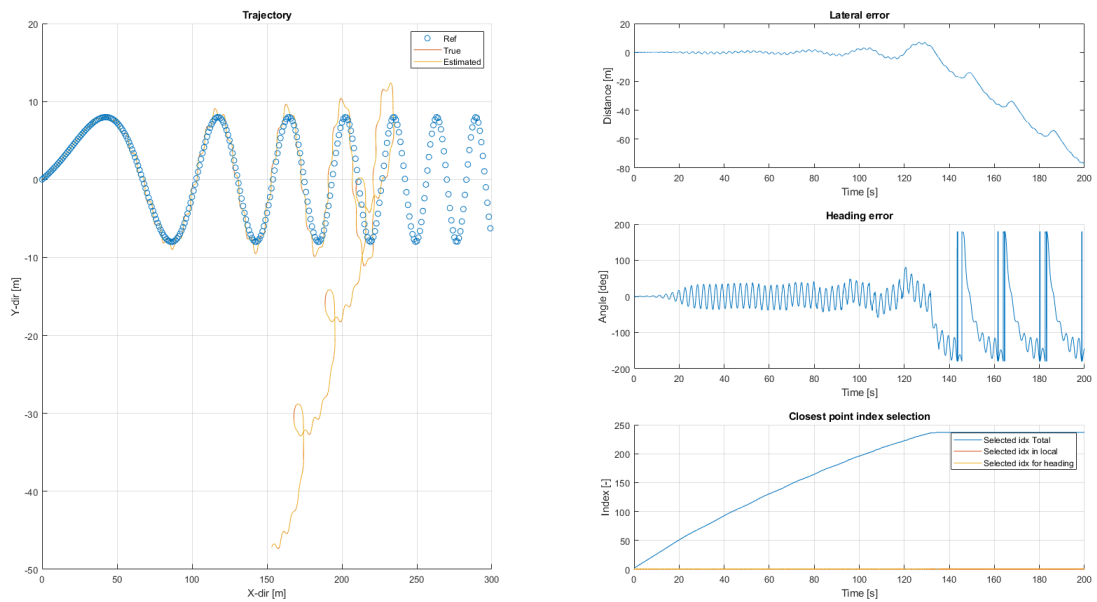 Trajectory
20
10
0
-10
-20
-30
-40
-50
Y-dir [m]
0
50
100
150
200
250
300
X-dir [m]
Ref
True
Estimated
Lateral error
20
0
-20
-40
-60
-80
Distance [m]
0 20 40 60 80 100 120 140 160 180 200
Time [s]
Heading error
200
100
0
-100
-200
Angle [deg]
0 20 40 60 80 100 120 140 160 180 200
Time [s]
Closest point index selection
250
200
150
100
50
0
Index [-]
0 20 40 60 80 100 120 140 160 180 200
Time [s]
Selected idx Total
Selected idx in local
Selected idx for heading